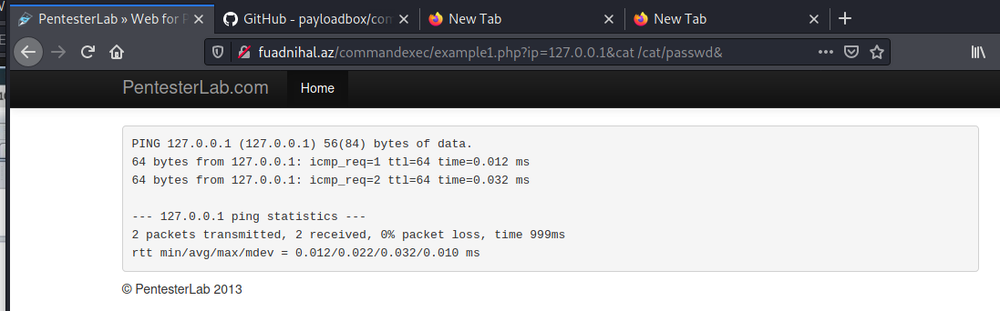 PentesterLab » Web for P
GitHub - payloadbox/com
New Tab
New Tab
fuadnihal.az/commandexec/example1.php?ip=127.0.0.1&cat /cat/passwd&
PentesterLab.com
Home
PING 127.0.0.1 (127.0.0.1) 56(84) bytes of data.
64 bytes from 127.0.0.1: icmp_req=1 ttl=64 time=0.012 ms
64 bytes from 127.0.0.1: icmp_req=2 ttl=64 time=0.032 ms
--- 127.0.0.1 ping statistics ---
2 packets transmitted, 2 received, 0% packet loss, time 999ms
rtt min/avg/max/mdev = 0.012/0.022/0.032/0.010 ms
© PentesterLab 2013